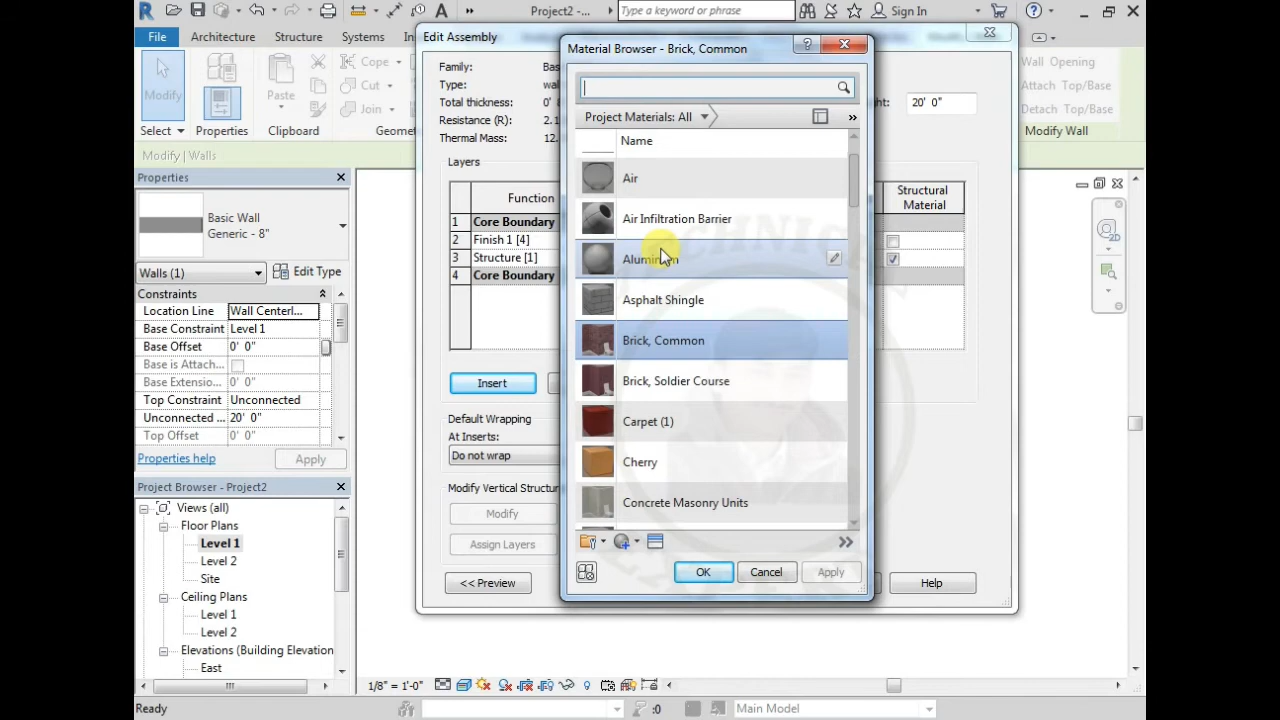 Project2 -
Type a keyword or phrase
Sign In
File
Architecture
Structure
Systems
Modify
Select
Properties
Paste
Clipboard
Cope
Cut
Join
Wall Opening
Attach Top/Base
Detach Top/Base
Modify Wall
Modify | Walls
Properties
Basic Wall
Generic - 8"
Walls (1)
Edit Type
Constraints
Location Line Wall Centerl...
Base Constraint Level 1
Base Offset 0' 0"
Base is Attach...
Base Extensio...
Top Constraint Unconnected
Unconnected ... 20' 0"
Top Offset 0' 0"
Properties help
Apply
Project Browser - Project2
Views (all)
Floor Plans
Level 1
Level 2
Site
Ceiling Plans
Level 1
Level 2
Elevations (Building Elevation
East
1/8" = 1'-0"
Ready
:0
Main Model
Edit Assembly
Family:
Type:
Total thickness: 0'
Resistance (R):
Thermal Mass:
20' 0"
Layers
Function
Structural Material
1 Core Boundary
2 Finish 1 [4]
3 Structure [1]
4 Core Boundary
Insert
Default Wrapping
At Inserts:
Do not wrap
Modify Vertical Structur
Modify
Assign Layers
<< Preview
Help
Material Browser - Brick, Common
Project Materials: All
Name
Air
Air Infiltration Barrier
Aluminum
Asphalt Shingle
Brick, Common
Brick, Soldier Course
Carpet (1)
Cherry
Concrete Masonry Units
OK
Cancel
Apply